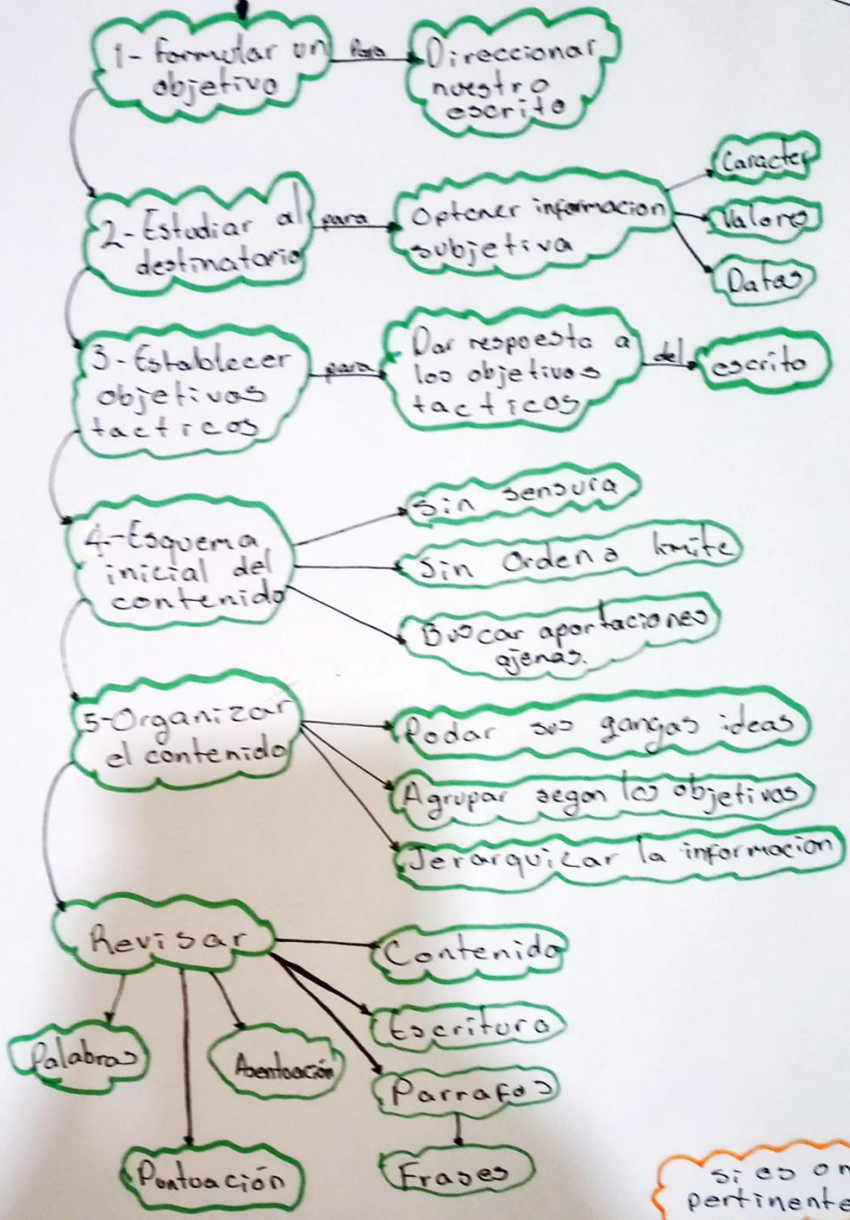 1- Formular un
objetivo
Para
Direccionar
nuestro
escrito
2- Estudiar al
destinatario
para
Optener informacion
subjetiva
Caracter
Valores
Datos
3- Establecer
objetivos
tacticos
para
Dar respuesta a
los objetivos
tacticos
del
escrito
4- Esquema
inicial del
contenido
Sin sensura
Sin Orden o limite
Buscar aportaciones
ajenas.
5- Organizar
el contenido
Podar sus gangas ideas
Agrupar segun los objetivos
Jerarquizar la informacion
Revisar
Contenido
Escritura
Parrafos
Frases
Palabras
Puntuación
Asentuación
si es
pertinente